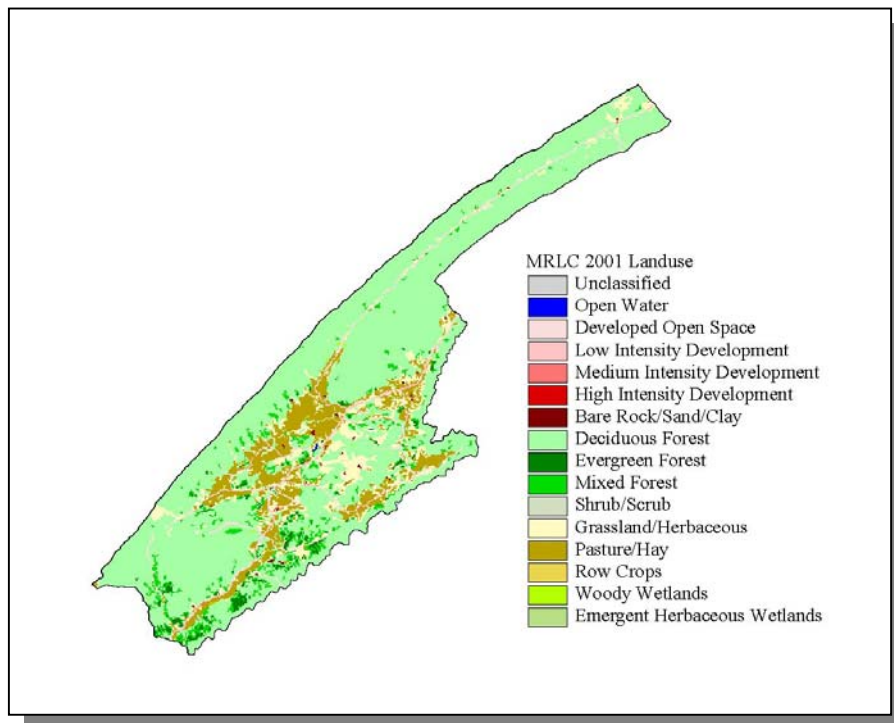 MRLC 2001 Landuse
Unclassified
Open Water
Developed Open Space
Low Intensity Development
Medium Intensity Development
High Intensity Development
Bare Rock/Sand/Clay
Deciduous Forest
Evergreen Forest
Mixed Forest
Shrub/Scrub
Grassland/Herbaceous
Pasture/Hay
Row Crops
Woody Wetlands
Emergent Herbaceous Wetlands